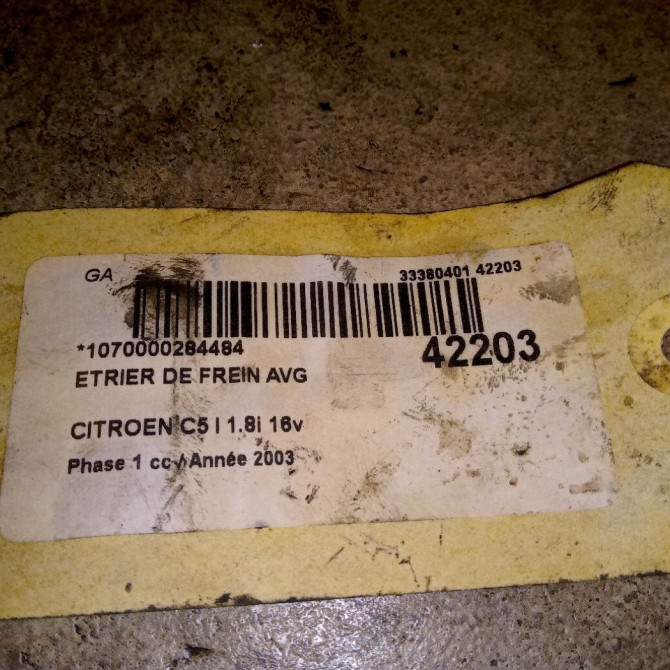 GA
33380401 42203
*1070000284484
42203
ETRIER DE FREIN AVG
CITROEN C5 I 1.8i 16v
Phase 1 cc / Année 2003